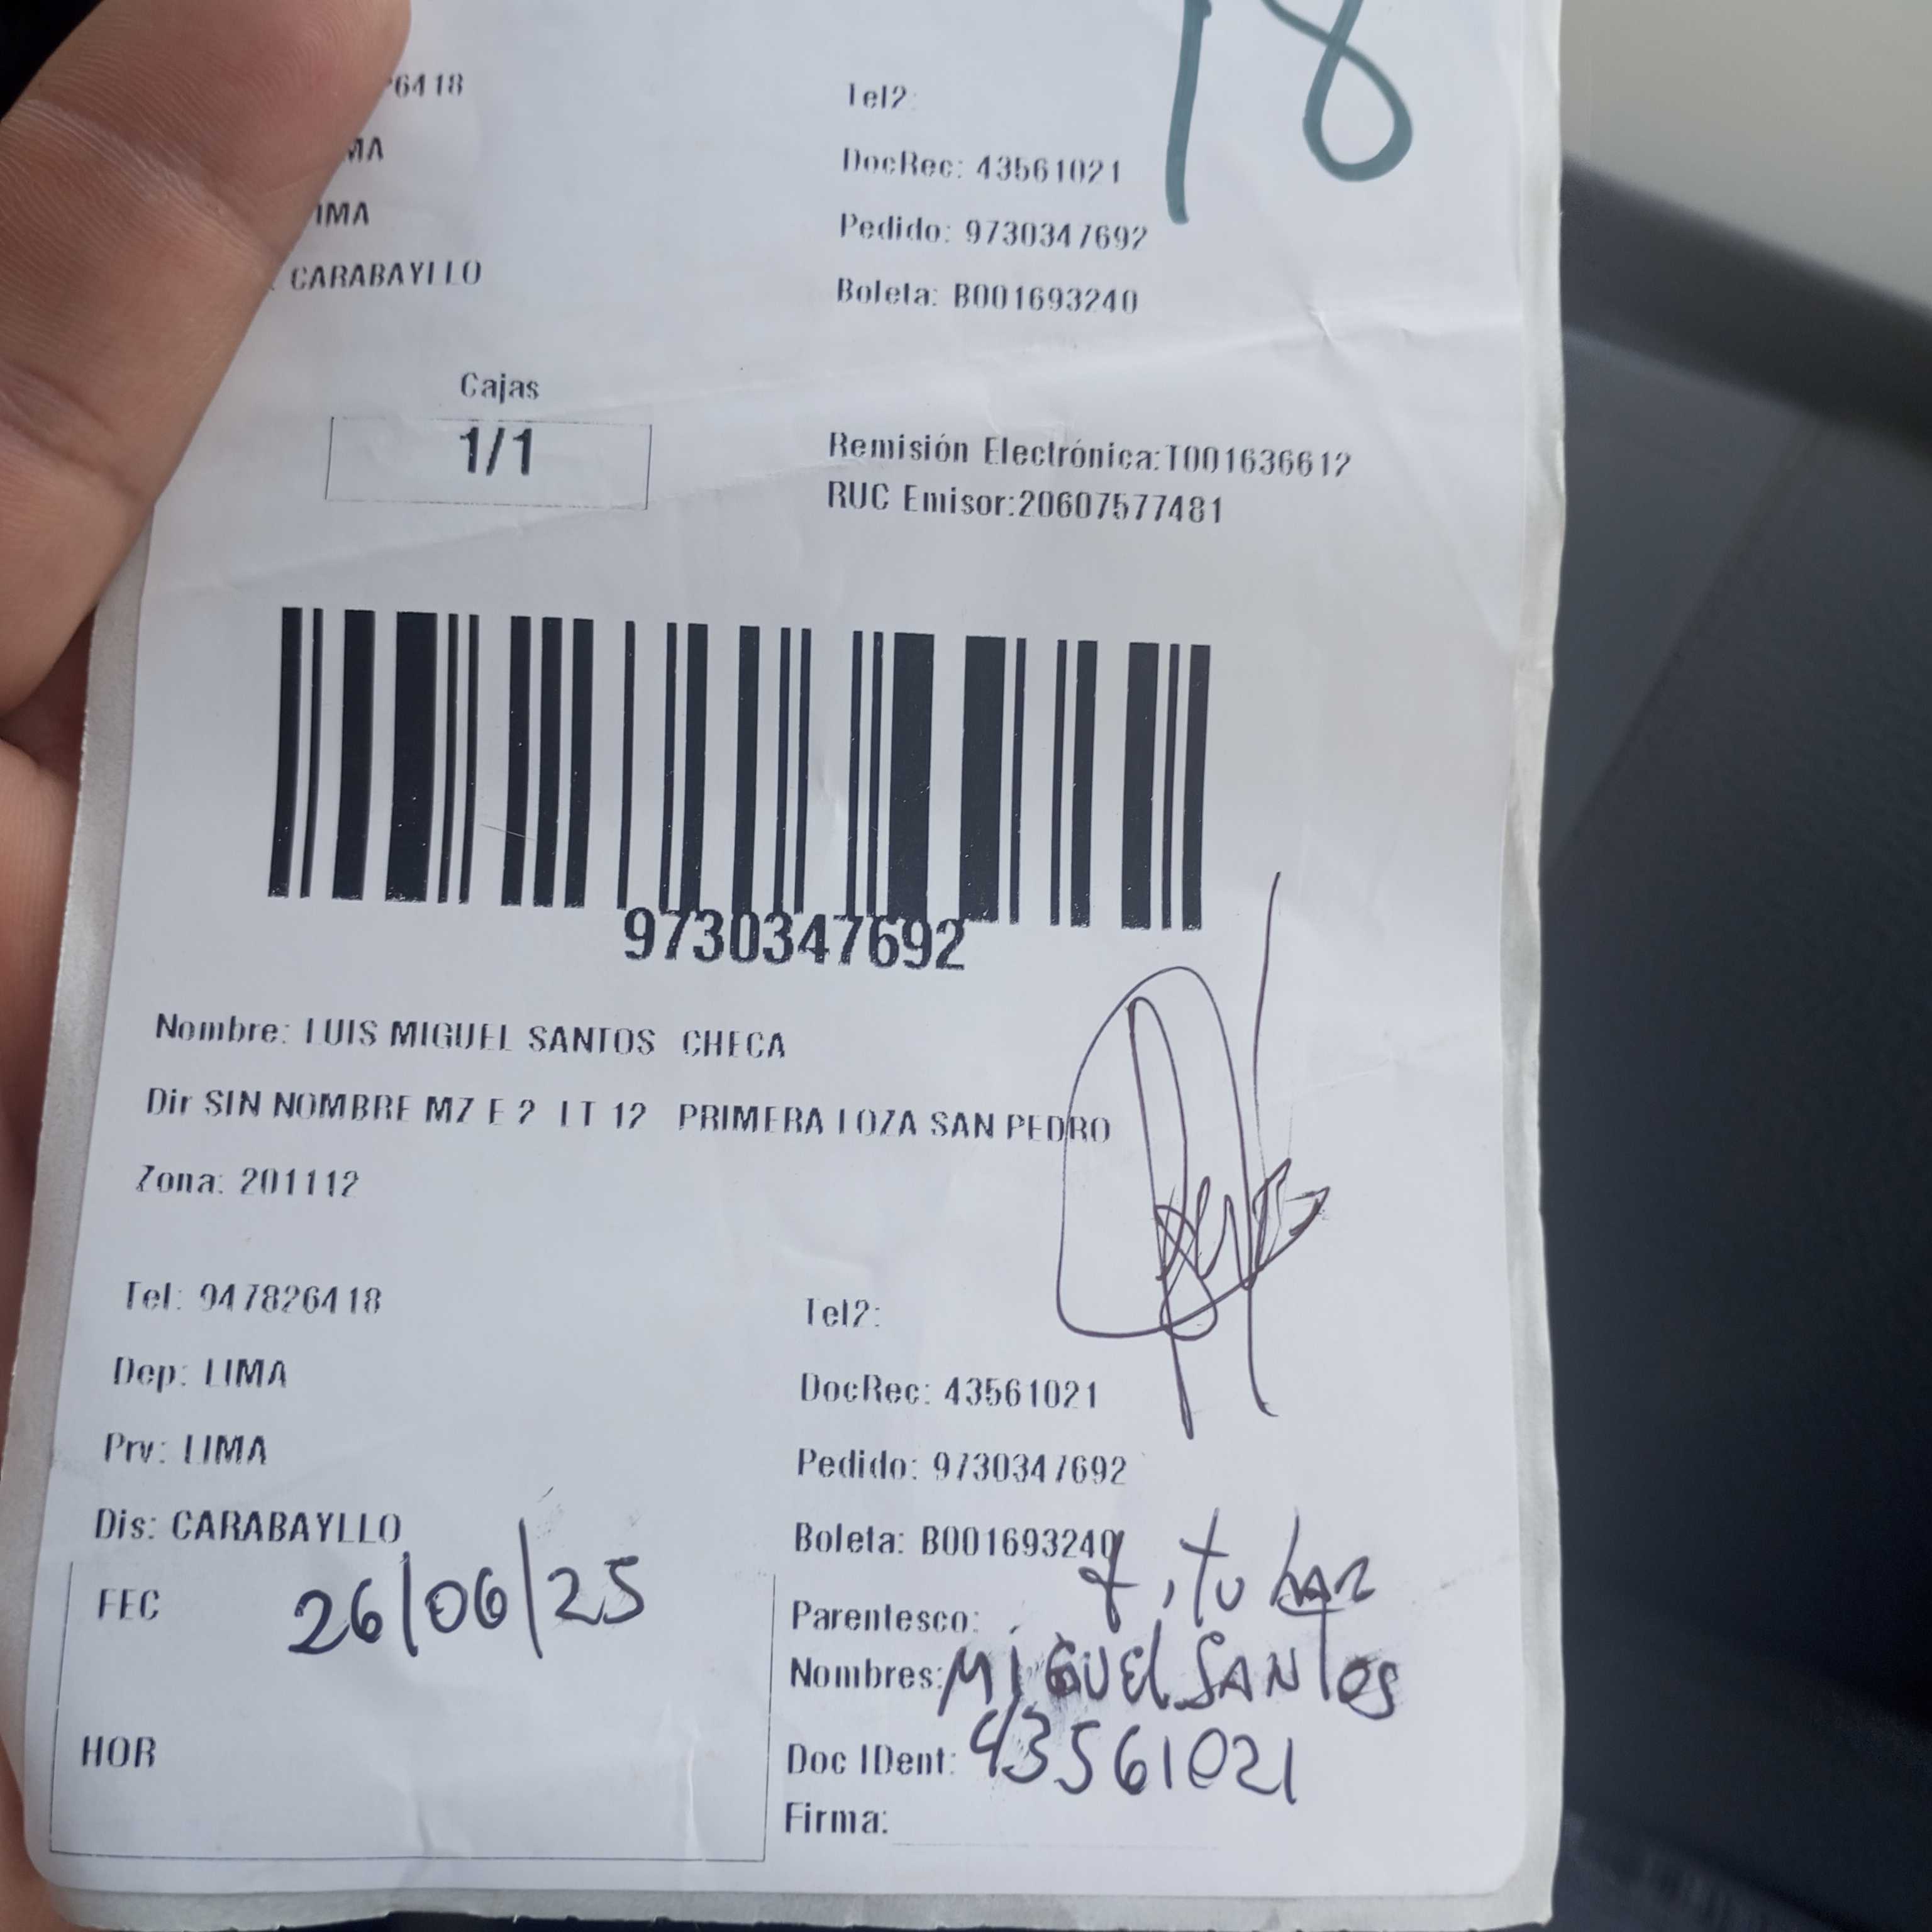 18
6418
Tel2:
MA
DocRec: 43561021
IMA
Pedido: 9730347692
CARABAYLLO
Boleta: B001693240
Cajas
1/1
Remisión Electrónica:T001636612
RUC Emisor:20607577481
9730347692
Nombre: LUIS MIGUEL SANTOS CHECA
Dir SIN NOMBRE MZ E 2 LT 12 PRIMERA LOZA SAN PEDRO
Zona: 201112
Tel: 947826418
Tel2:
Dep: LIMA
DocRec: 43561021
Prv: LIMA
Pedido: 9730347692
Dis: CARABAYLLO
Boleta: B001693240
FEC 26/06/25
Parentesco: titular
Nombres: MIGUEL SANTOS
HOR
Doc IDent: 43561021
Firma: